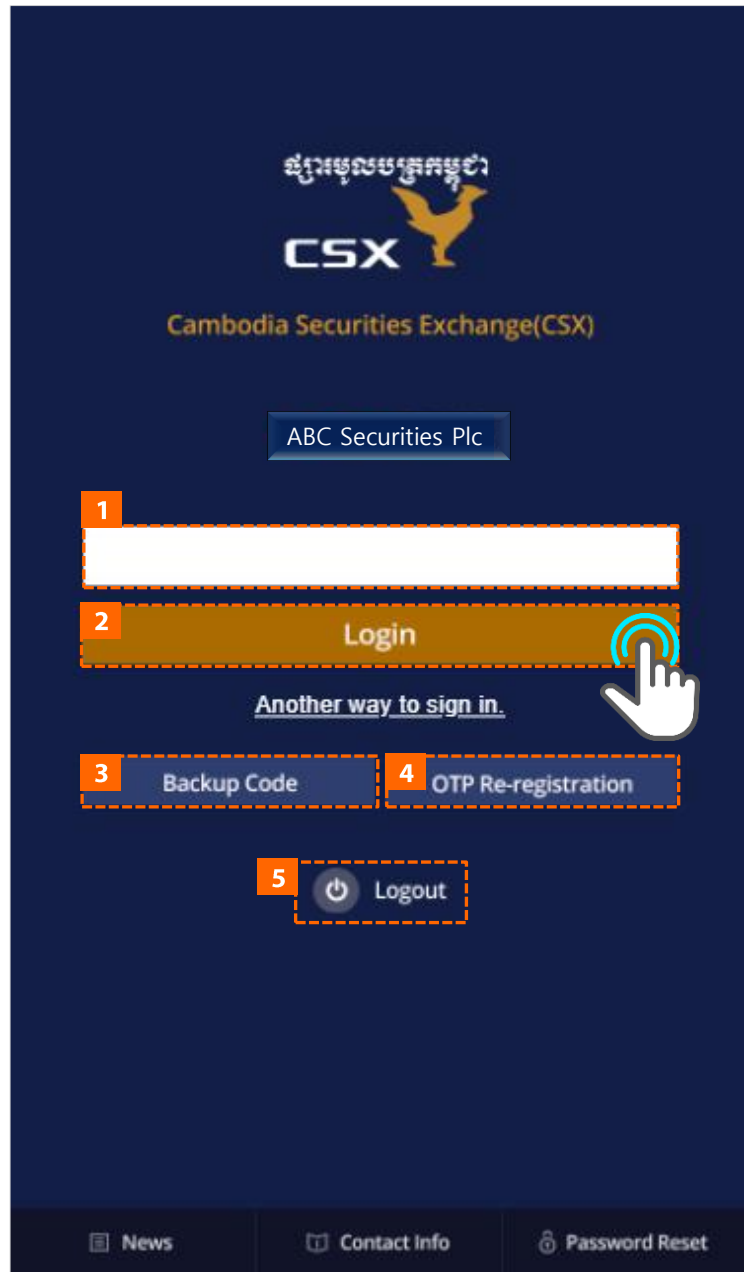 ផ្សារមូលបត្រកម្ពុជា
CSX
Cambodia Securities Exchange(CSX)
ABC Securities Plc
1
2 Login
Another way to sign in.
3 Backup Code 4 OTP Re-registration
5 Logout
News Contact Info Password Reset